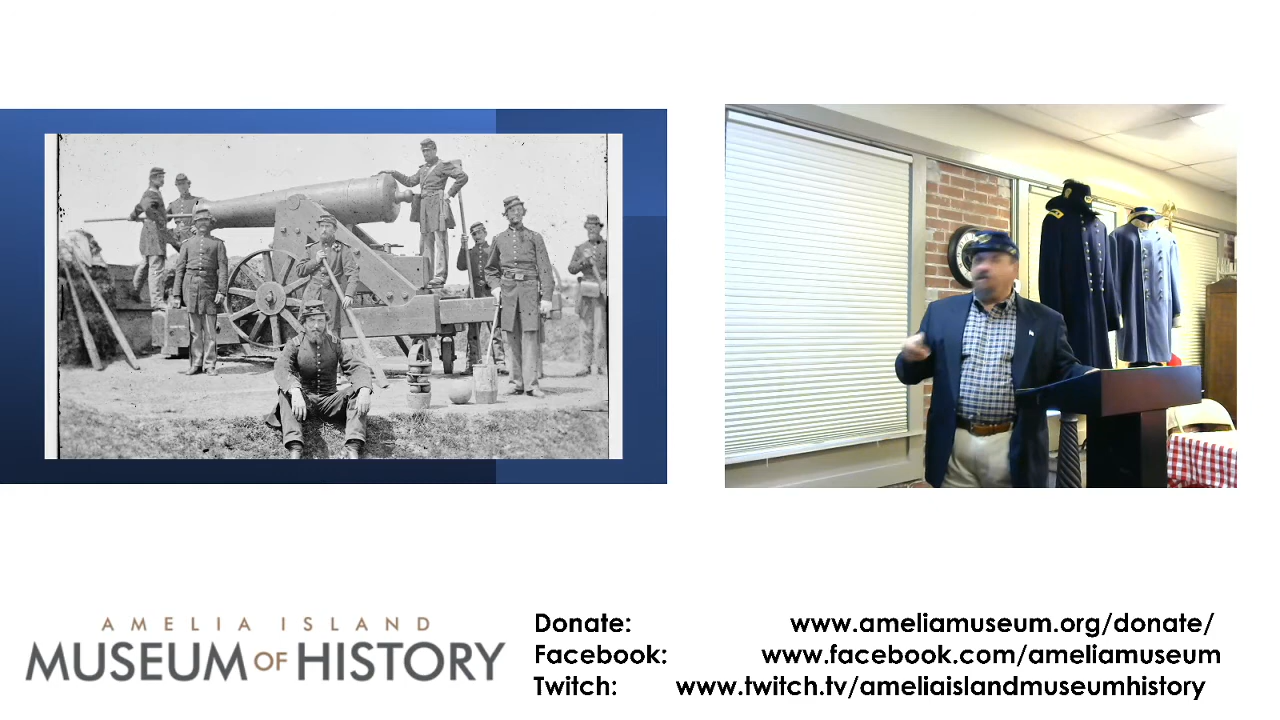 AMELIA ISLAND
MUSEUM OF HISTORY
Donate: www.ameliamuseum.org/donate/
Facebook: www.facebook.com/ameliamuseum
Twitch: www.twitch.tv/ameliaislandmuseumhistory